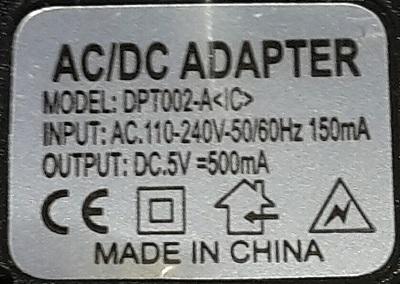 AC/DC ADAPTER
MODEL: DPT002-A<IC>
INPUT: AC.110-240V-50/60Hz 150mA
OUTPUT: DC.5V =500mA
CE
MADE IN CHINA